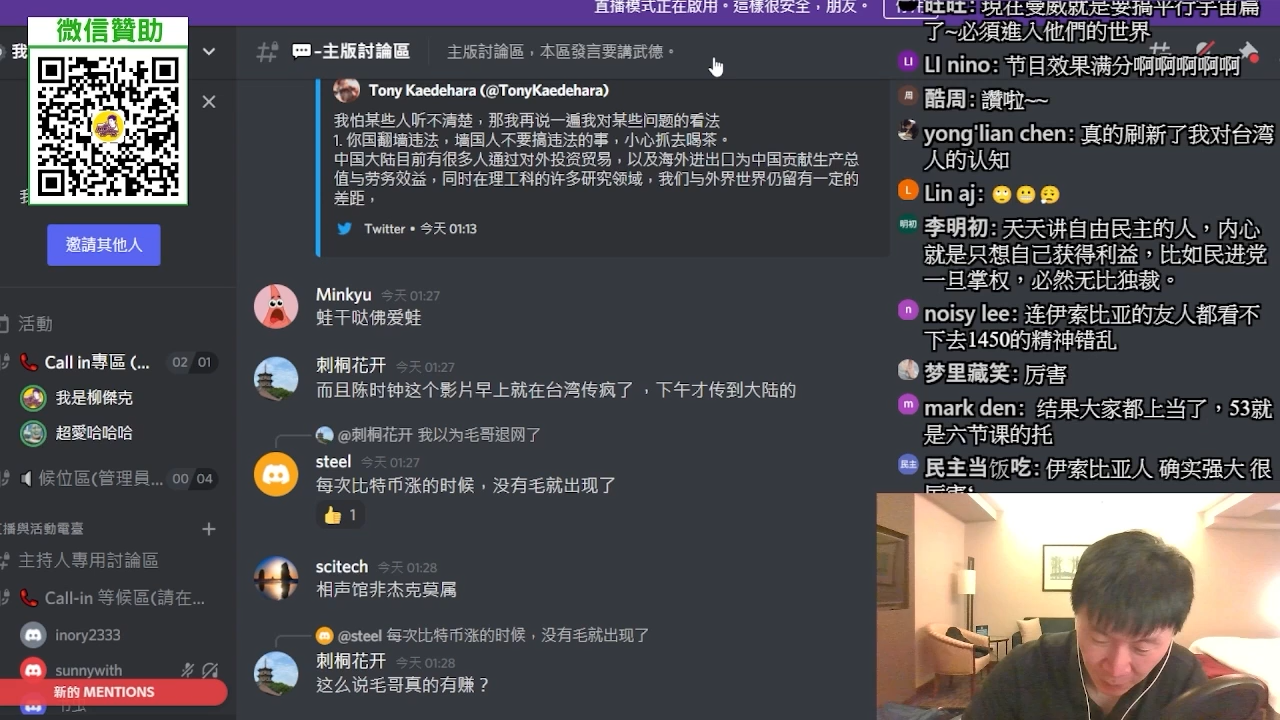 直播模式正在啟用。這樣很安全，朋友。
微信贊助
我
💬-主版討論區
主版討論區，本區發言要講武德。
邀請其他人
活動
📞 Call in專區 (... 02 01
我是柳傑克
超愛哈哈哈
候位區(管理員... 00 04
播與活動電臺
主持人專用討論區
📞 Call-in 等候區(請在...
inory2333
sunnywith
新的 MENTIONS
Tony Kaedehara (@TonyKaedehara)
我怕某些人听不清楚，那我再说一遍我对某些问题的看法
1. 你国翻墙违法，墙国人不要搞违法的事，小心抓去喝茶。
中国大陆目前有很多人通过对外投资贸易，以及海外进出口为中国贡献生产总
值与劳务效益，同时在理工科的许多研究领域，我们与外界世界仍留有一定的
差距，
Twitter • 今天 01:13
Minkyu 今天 01:27
蛙干哒佛爱蛙
刺桐花开 今天 01:27
而且陈时钟这个影片早上就在台湾传疯了 ，下午才传到大陆的
@刺桐花开 我以为毛哥退网了
steel 今天 01:27
每次比特币涨的时候，没有毛就出现了
👍 1
scitech 今天 01:28
相声馆非杰克莫属
@steel 每次比特币涨的时候，没有毛就出现了
刺桐花开 今天 01:28
这么说毛哥真的有赚？
旺旺: 現在曼威就是要搞平行宇宙篇
了~必須進入他們的世界
LI nino: 节目效果满分啊啊啊啊啊
酷周: 讚啦~~
yong'lian chen: 真的刷新了我对台湾
人的认知
Lin aj: 🙄😬😮‍💨
李明初: 天天讲自由民主的人，内心
就是只想自己获得利益，比如民进党
一旦掌权，必然无比独裁。
noisy lee: 连伊索比亚的友人都看不
下去1450的精神错乱
梦里藏笑: 厉害
mark den: 结果大家都上当了，53就
是六节课的托
民主当饭吃: 伊索比亚人 确实强大 很